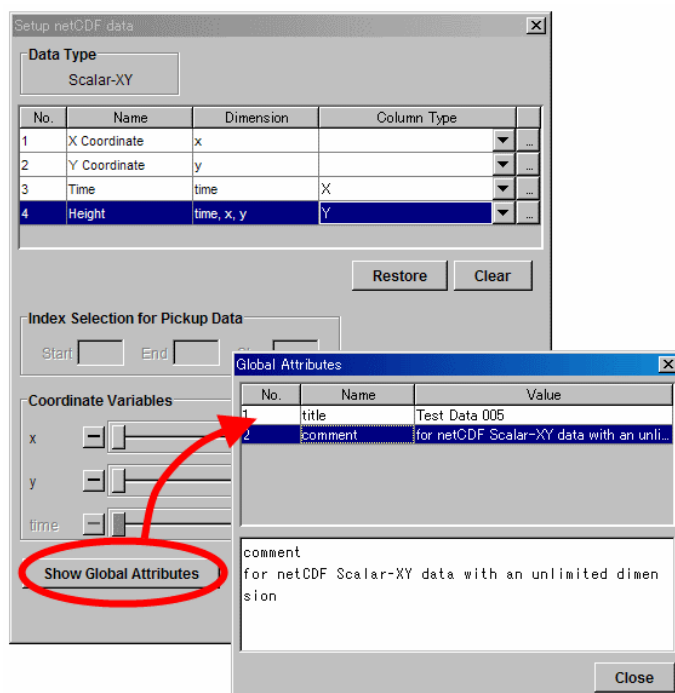 Setup netCDF data
Data Type
Scalar-XY
No. Name Dimension Column Type
1 X Coordinate x ...
2 Y Coordinate y ...
3 Time time X ...
4 Height time, x, y Y ...
Restore Clear
Index Selection for Pickup Data
Start End
Coordinate Variables
x
y
time
Show Global Attributes
Global Attributes
No. Name Value
1 title Test Data 005
2 comment for netCDF Scalar-XY data with an unli...
comment
for netCDF Scalar-XY data with an unlimited dimen
sion
Close